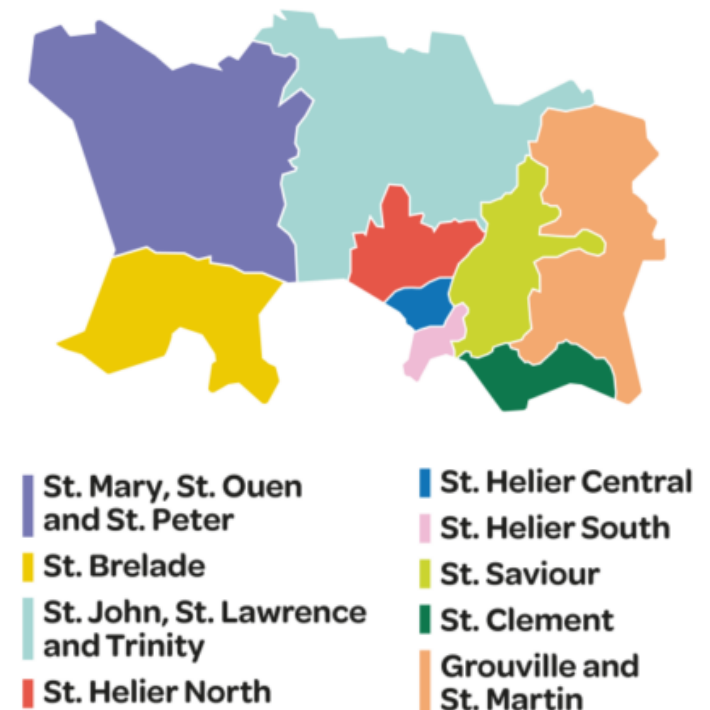 St. Mary, St. Ouen
and St. Peter
St. Brelade
St. John, St. Lawrence
and Trinity
St. Helier North
St. Helier Central
St. Helier South
St. Saviour
St. Clement
Grouville and
St. Martin